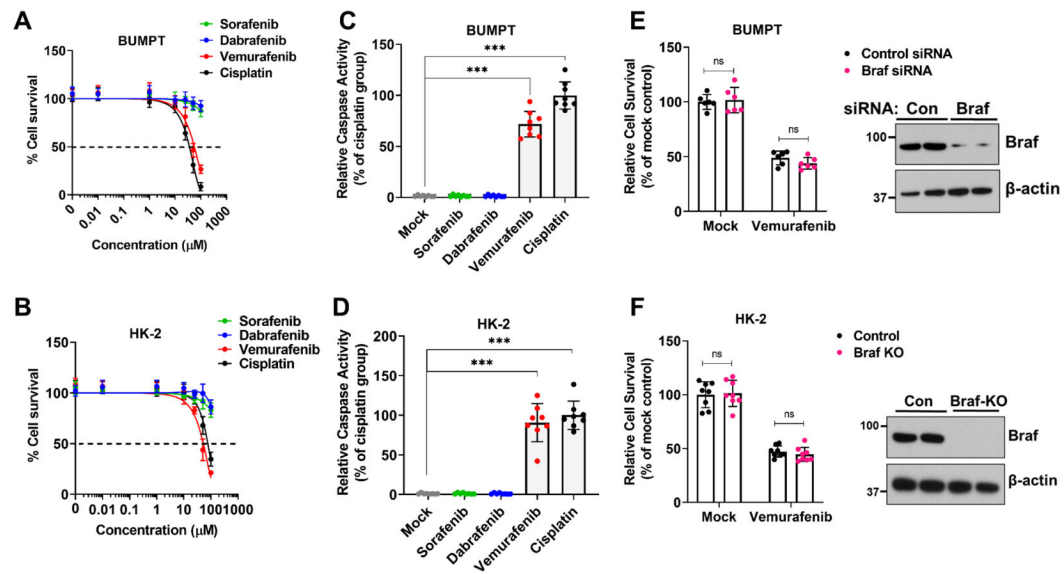 A
BUMPT
Sorafenib
Dabrafenib
Vemurafenib
Cisplatin
% Cell survival
150
100
50
0
0
0.01
0.1
1
10
100
1000
Concentration (μM)
B
HK-2
Sorafenib
Dabrafenib
Vemurafenib
Cisplatin
% Cell survival
150
100
50
0
0
0.01
0.1
1
10
100
1000
Concentration (μM)
C
BUMPT
***
***
Relative Caspase Activity
(% of cisplatin group)
200
150
100
50
0
Mock
Sorafenib
Dabrafenib
Vemurafenib
Cisplatin
D
HK-2
***
***
Relative Caspase Activity
(% of cisplatin group)
250
200
150
100
50
0
Mock
Sorafenib
Dabrafenib
Vemurafenib
Cisplatin
E
BUMPT
Control siRNA
Braf siRNA
ns
ns
Relative Cell Survival
(% of mock control)
150
100
50
0
Mock
Vemurafenib
siRNA: Con Braf
100
Braf
37
β-actin
F
HK-2
Control
Braf KO
ns
ns
Relative Cell Survival
(% of mock control)
150
100
50
0
Mock
Vemurafenib
Con Braf-KO
100
Braf
37
β-actin